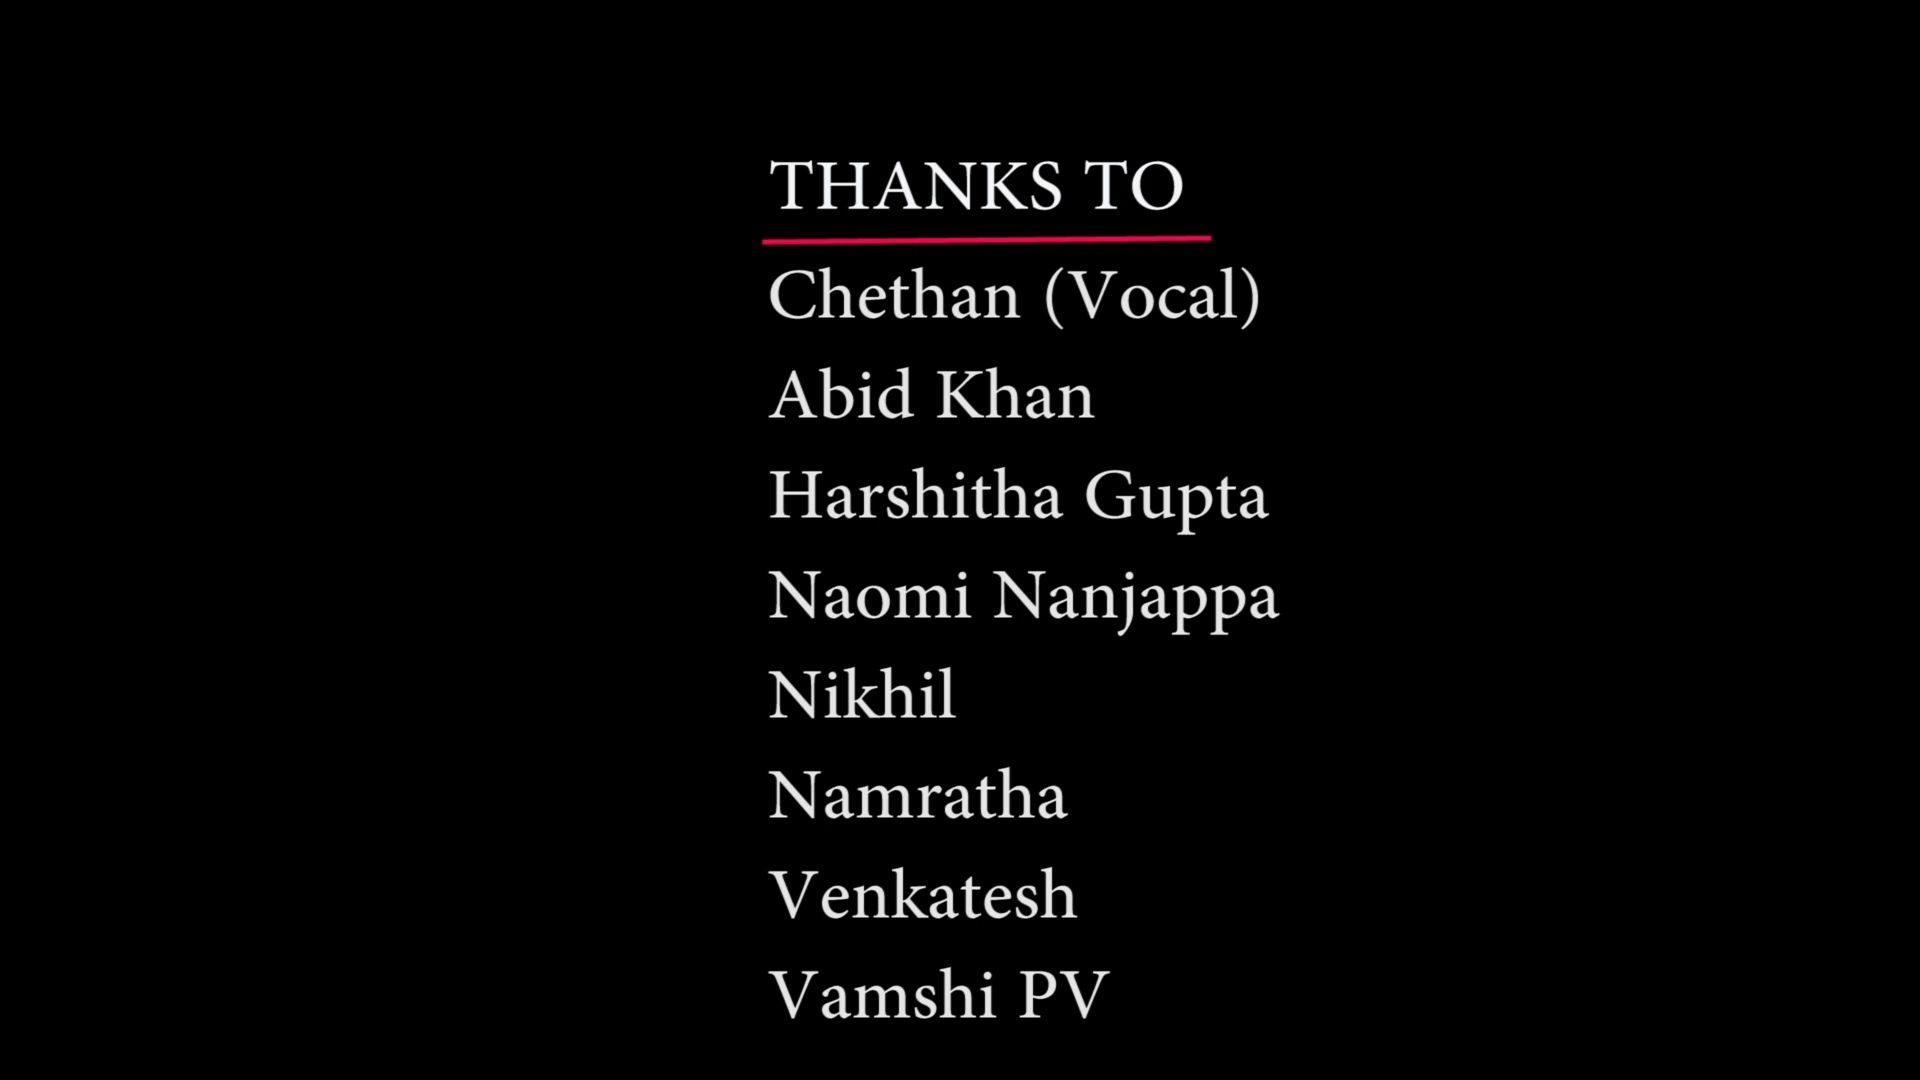 THANKS TO
Chethan (Vocal)
Abid Khan
Harshitha Gupta
Naomi Nanjappa
Nikhil
Namratha
Venkatesh
Vamshi PV